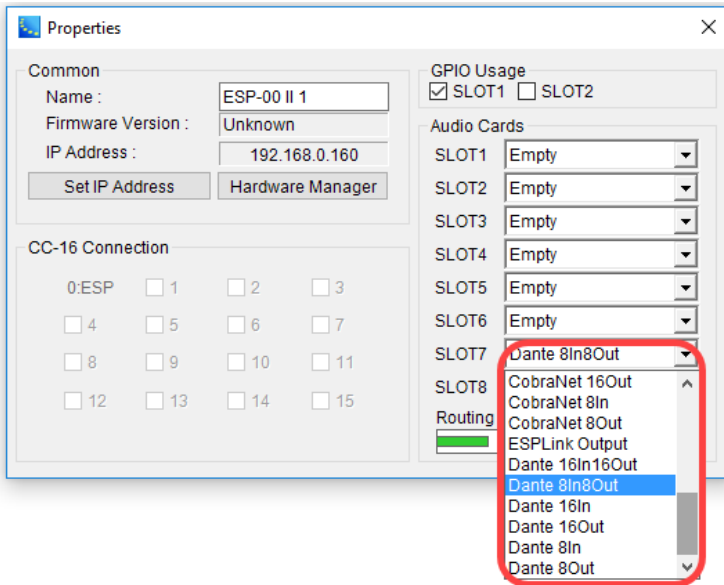 Properties
Common
Name :
ESP-00 II 1
Firmware Version :
Unknown
IP Address :
192.168.0.160
Set IP Address
Hardware Manager
CC-16 Connection
0:ESP 1 2 3
4 5 6 7
8 9 10 11
12 13 14 15
GPIO Usage
SLOT1 SLOT2
Audio Cards
SLOT1 Empty
SLOT2 Empty
SLOT3 Empty
SLOT4 Empty
SLOT5 Empty
SLOT6 Empty
SLOT7 Dante 8In8Out
SLOT8
Routing
CobraNet 16Out
CobraNet 8In
CobraNet 8Out
ESPLink Output
Dante 16In16Out
Dante 8In8Out
Dante 16In
Dante 16Out
Dante 8In
Dante 8Out